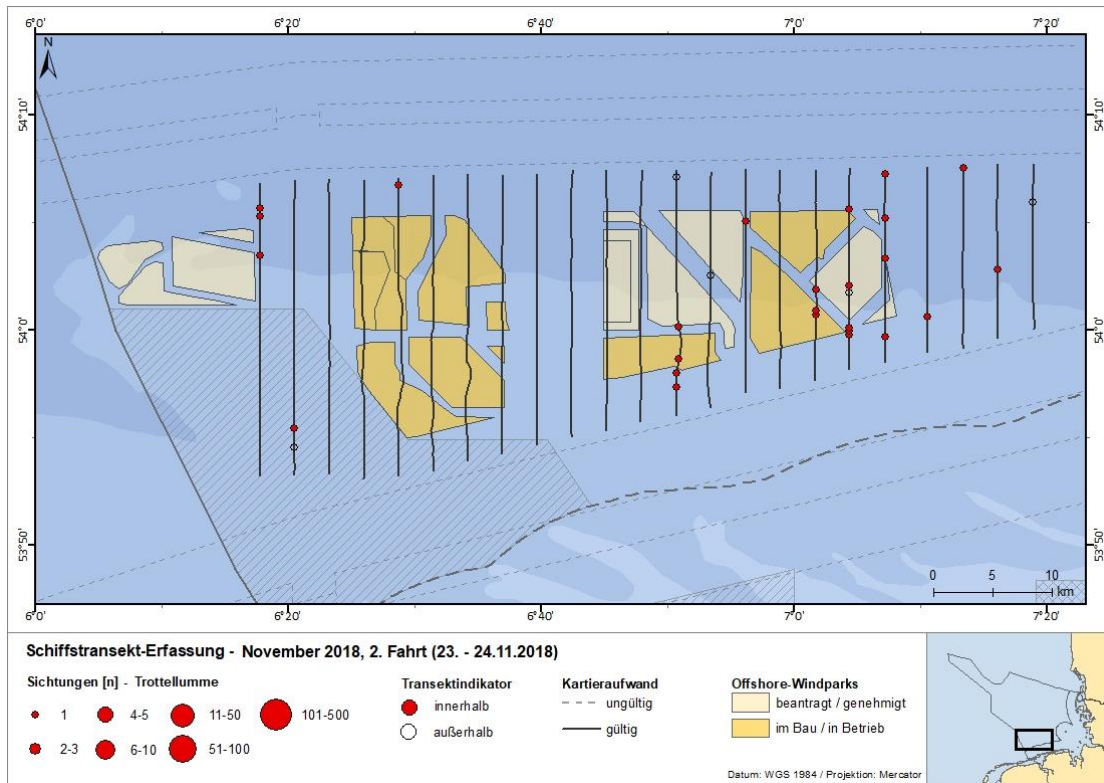 6°0' 6°20' 6°40' 7°0' 7°20'
N
54°10' 54°10'
54°0' 54°0'
53°50' 53°50'
0 5 10
km
6°0' 6°20' 6°40' 7°0' 7°20'
Schiffstransekt-Erfassung - November 2018, 2. Fahrt (23. - 24.11.2018)
Sichtungen [n] - Trottellumme
1 4-5 11-50 101-500
2-3 6-10 51-100
Transektindikator
innerhalb
außerhalb
Kartieraufwand
ungültig
gültig
Offshore-Windparks
beantragt / genehmigt
im Bau / in Betrieb
Datum: WGS 1984 / Projektion: Mercator